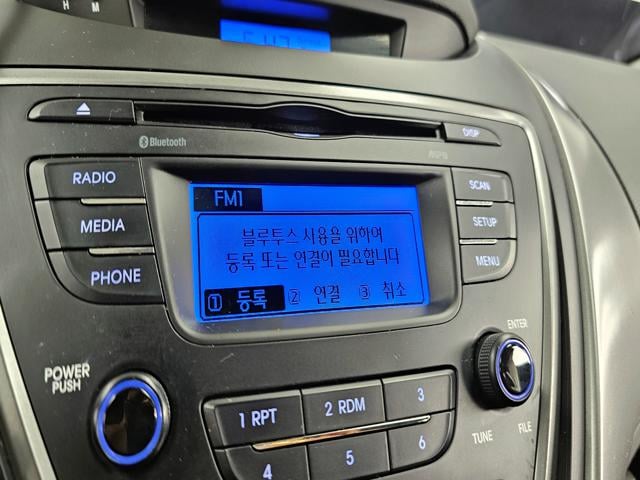 H M
Bluetooth
DISP
MP3
RADIO
MEDIA
PHONE
FM1
블루투스 사용을 위하여
등록 또는 연결이 필요합니다
① 등록 ② 연결 ③ 취소
SCAN
SETUP
MENU
POWER
PUSH
1 RPT
2 RDM
3
4
5
6
ENTER
TUNE
FILE